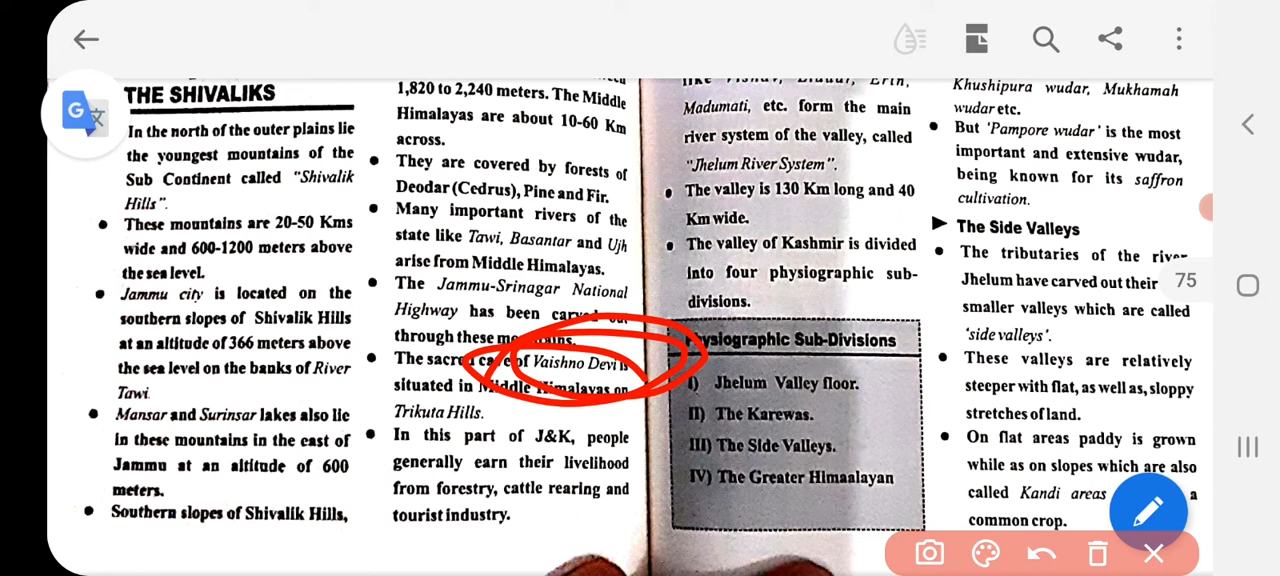 THE SHIVALIKS
In the north of the outer plains lie
the youngest mountains of the
Sub Continent called "Shivalik
Hills".
• These mountains are 20-50 Kms
wide and 600-1200 meters above
the sea level.
• Jammu city is located on the
southern slopes of Shivalik Hills
at an altitude of 366 meters above
the sea level on the banks of River
Tawi.
• Mansar and Surinsar lakes also lie
in these mountains in the east of
Jammu at an altitude of 600
meters.
• Southern slopes of Shivalik Hills,
1,820 to 2,240 meters. The Middle
Himalayas are about 10-60 Km
across.
• They are covered by forests of
Deodar (Cedrus), Pine and Fir.
• Many important rivers of the
state like Tawi, Basantar and Ujh
arise from Middle Himalayas.
• The Jammu-Srinagar National
Highway has been carved out
through these mountains.
• The sacred cave of Vaishno Devi is
situated in Middle Himalayas on
Trikuta Hills.
• In this part of J&K, people
generally earn their livelihood
from forestry, cattle rearing and
tourist industry.
like Vishav, Liddar, Erin,
Madumati, etc. form the main
river system of the valley, called
"Jhelum River System".
• The valley is 130 Km long and 40
Km wide.
• The valley of Kashmir is divided
into four physiographic sub-
divisions.
Physiographic Sub-Divisions
I) Jhelum Valley floor.
II) The Karewas.
III) The Side Valleys.
IV) The Greater Himaalayan
Khushipura wudar, Mukhamah
wudar etc.
• But 'Pampore wudar' is the most
important and extensive wudar,
being known for its saffron
cultivation.
The Side Valleys
• The tributaries of the river
Jhelum have carved out their
smaller valleys which are called
'side valleys'.
• These valleys are relatively
steeper with flat, as well as, sloppy
stretches of land.
• On flat areas paddy is grown
while as on slopes which are also
called Kandi areas a
common crop.
75
G